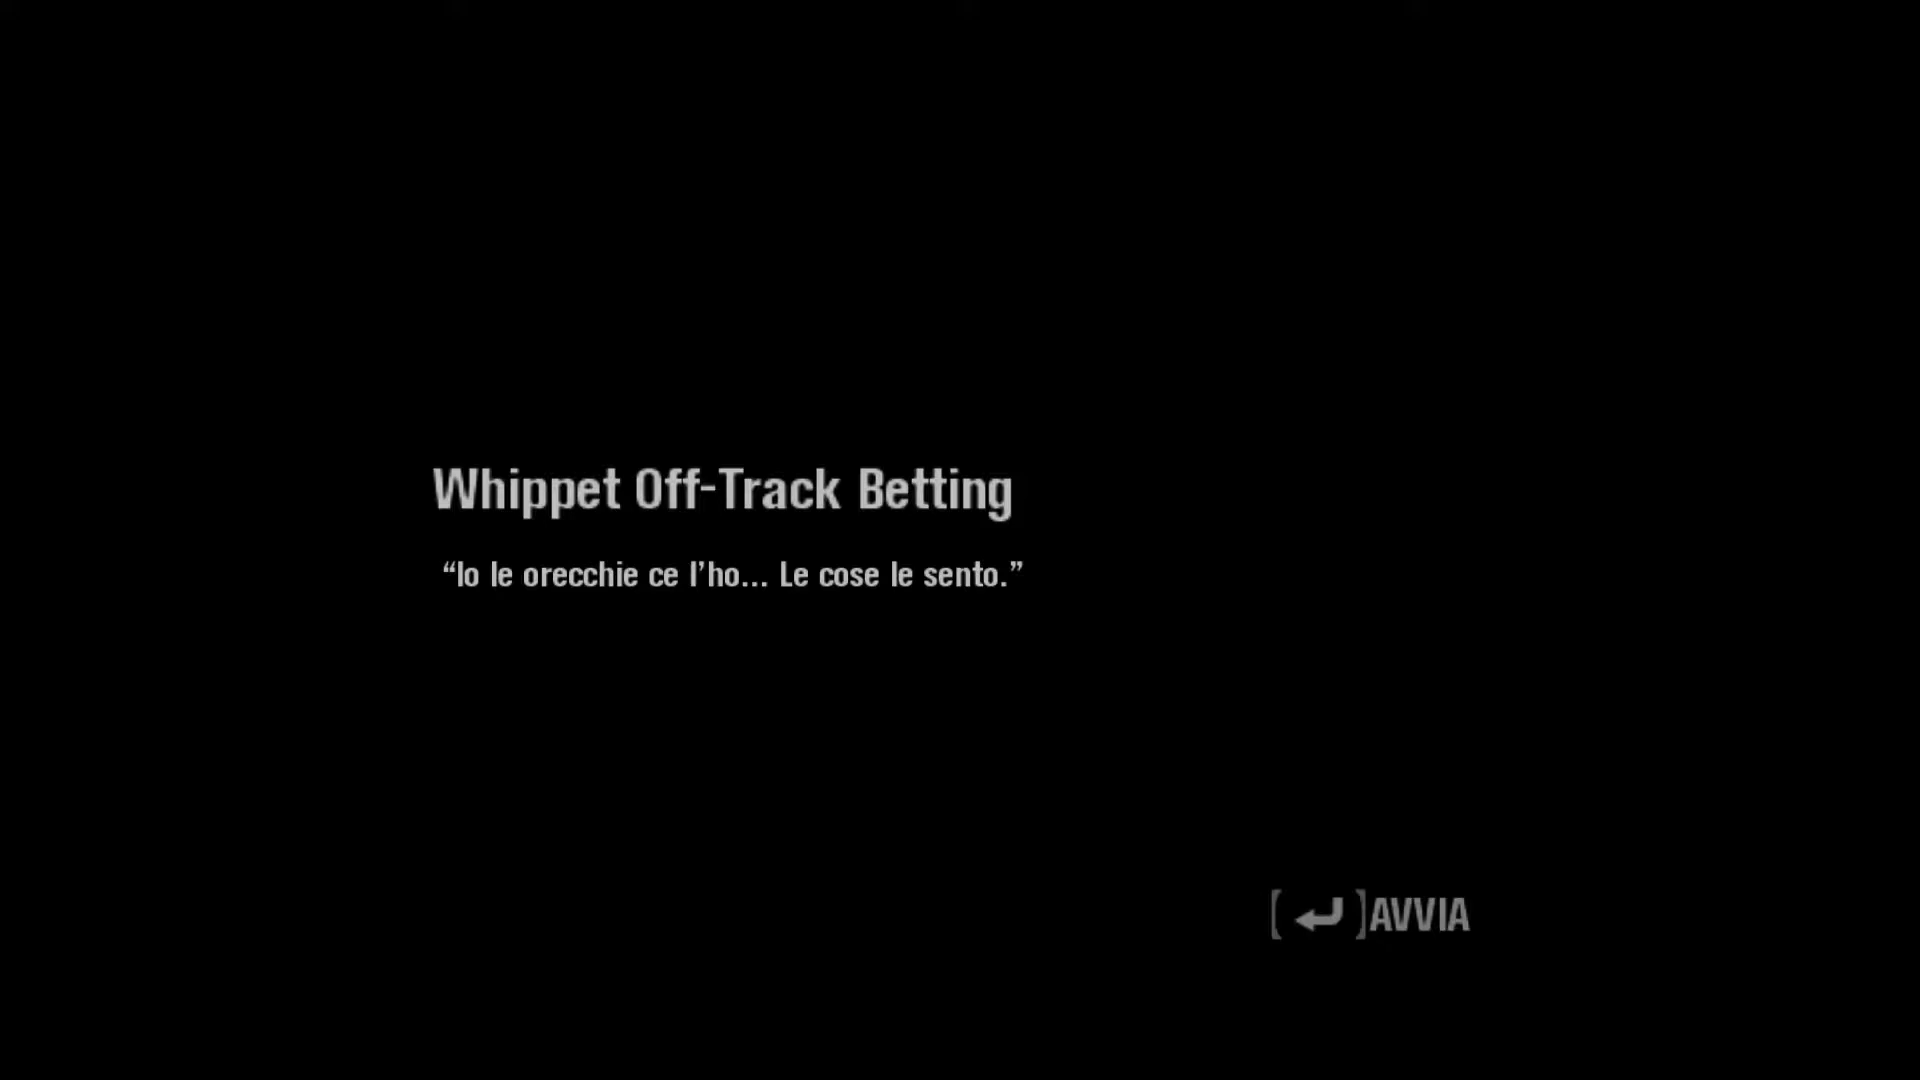 Whippet Off-Track Betting
“Io le orecchie ce l’ho... Le cose le sento.”
[ ↵ ]AVVIA